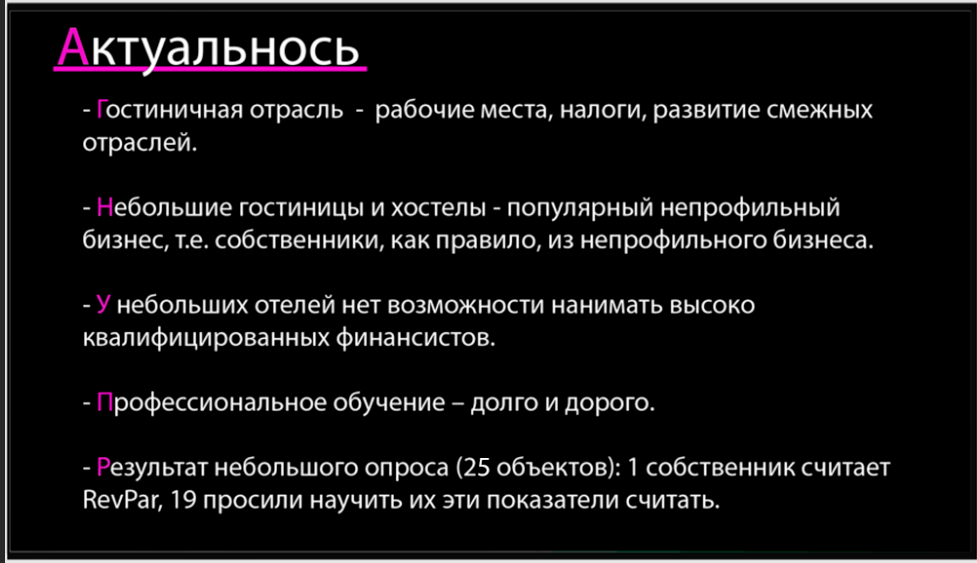 Актуальнось
- Гостиничная отрасль - рабочие места, налоги, развитие смежных
отраслей.
- Небольшие гостиницы и хостелы - популярный непрофильный
бизнес, т.е. собственники, как правило, из непрофильного бизнеса.
- У небольших отелей нет возможности нанимать высоко
квалифицированных финансистов.
- Профессиональное обучение – долго и дорого.
- Результат небольшого опроса (25 объектов): 1 собственник считает
RevPar, 19 просили научить их эти показатели считать.